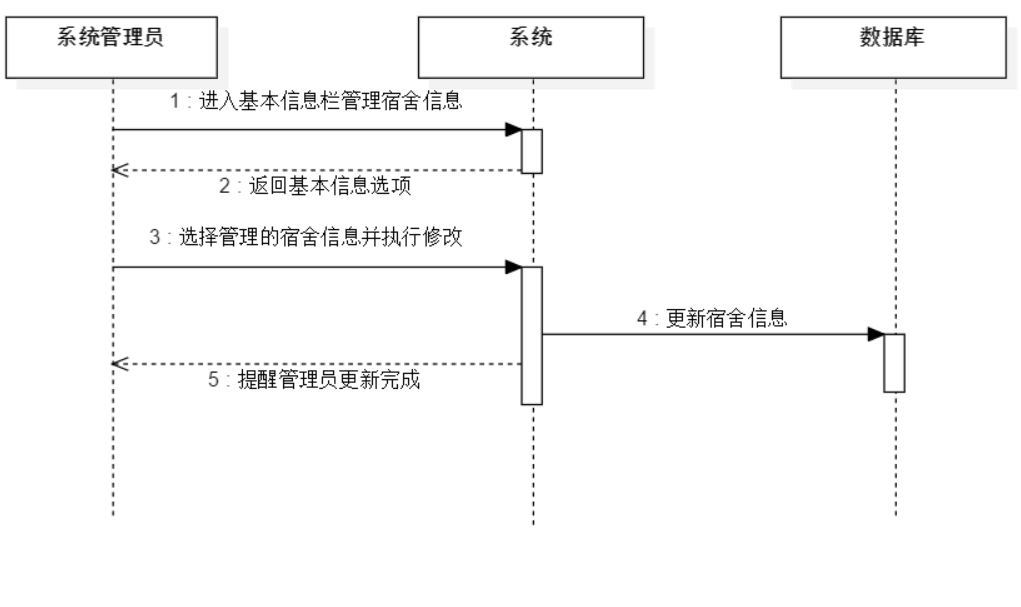 系统管理员
系统
数据库
1 : 进入基本信息栏管理宿舍信息
2 : 返回基本信息选项
3 : 选择管理的宿舍信息并执行修改
4 : 更新宿舍信息
5 : 提醒管理员更新完成